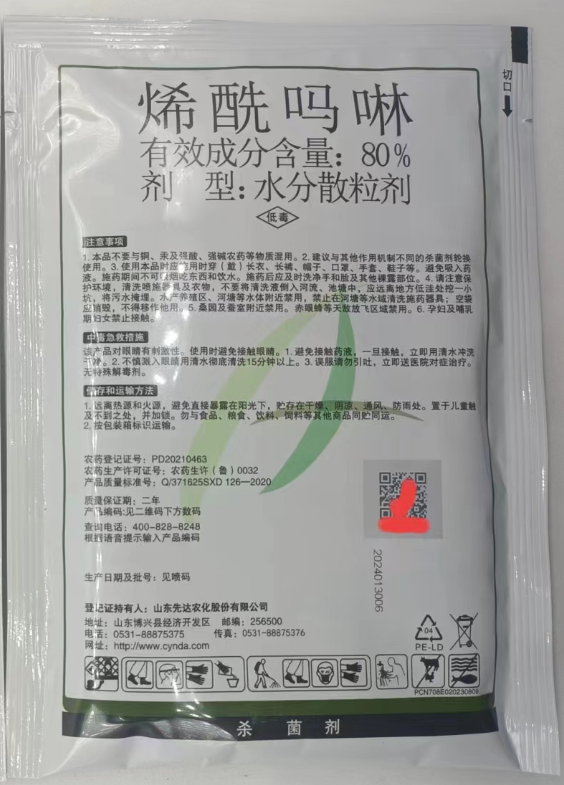 切口
烯酰吗啉
有效成分含量：80%
剂 型：水分散粒剂
低毒
注意事项
1.本品不要与铜、汞及强酸、强碱农药等物质混用。2.建议与其他作用机制不同的杀菌剂轮换
使用。3.使用本品时应施用时穿（戴）长衣、长裤、帽子、口罩、手套、鞋子等。避免吸入药
液。施药期间不可吸烟吃东西和饮水。施药后应及时洗净手和脸及其他裸露部位。4.请注意保
护环境，清洗喷施器具及衣物，不要将清洗液倒入河流、池塘中，应远离地方低洼处挖一小
坑，将污水掩埋。水产养殖区、河塘等水体附近禁用，禁止在河塘等水域清洗施药器具；空袋
应销毁，不得移作他用。5.桑园及蚕室附近禁用。赤眼蜂等天敌放飞区域禁用。6.孕妇及哺乳
期妇女禁止接触。
中毒急救措施
该产品对眼睛有刺激性。使用时避免接触眼睛。1.避免接触药液，一旦接触，立即用清水冲洗
干净。2.不慎溅入眼睛用清水彻底清洗15分钟以上。3.误服请勿引吐，立即送医院对症治疗。
无特殊解毒剂。
贮存和运输方法
1.远离热源和火源，避免直接暴露在阳光下，贮存在干燥、阴凉、通风、防雨处。置于儿童触
及不到之处，并加锁。勿与食品、粮食、饮料、饲料等其他商品同贮同运。
2.按包装箱标识运输。
农药登记证号：PD20210463
农药生产许可证号：农药生许（鲁）0032
产品质量标准号：Q/371625SXD 126—2020
质量保证期：二年
产品编码:见二维码下方数码
查询电话：400-828-8248
根据语音提示输入产品编码
2024013006
生产日期及批号：见喷码
登记证持有人：山东先达农化股份有限公司
地址：山东博兴县经济开发区 邮编：256500
电话：0531-88875375 传真：0531-88875376
网址：http://www.cynda.com
04
PE-LD
PCN708E020230809
杀菌剂